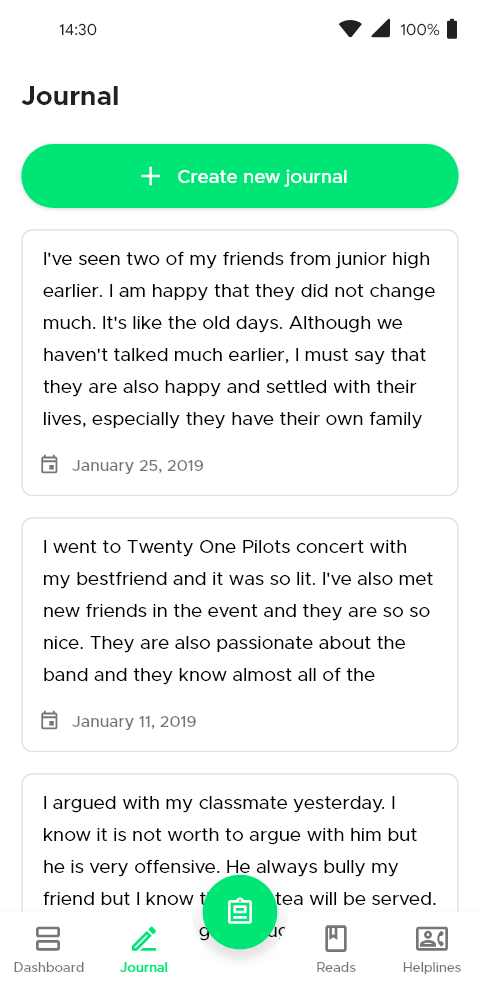 14:30
100%
Journal
Create new journal
I've seen two of my friends from junior high
earlier. I am happy that they did not change
much. It's like the old days. Although we
haven't talked much earlier, I must say that
they are also happy and settled with their
lives, especially they have their own family
January 25, 2019
I went to Twenty One Pilots concert with
my bestfriend and it was so lit. I've also met
new friends in the event and they are so so
nice. They are also passionate about the
band and they know almost all of the
January 11, 2019
I argued with my classmate yesterday. I
know it is not worth to argue with him but
he is very offensive. He always bully my
friend but I know tea will be served.
Dashboard
Journal
Reads
Helplines